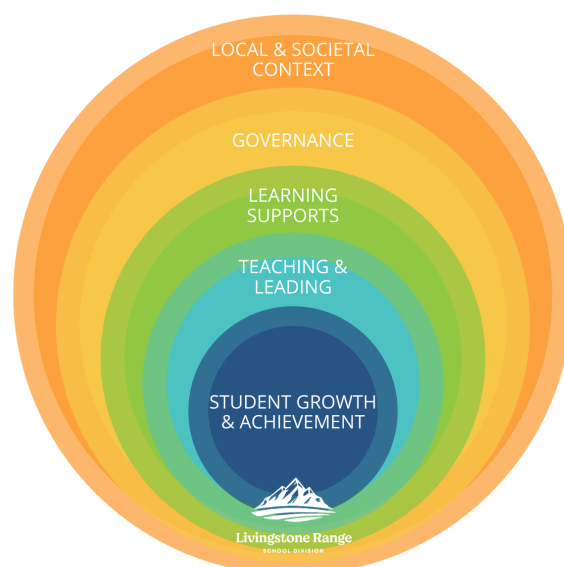 LOCAL & SOCIETAL
CONTEXT
GOVERNANCE
LEARNING
SUPPORTS
TEACHING &
LEADING
STUDENT GROWTH
& ACHIEVEMENT
Livingstone Range
SCHOOL DIVISION